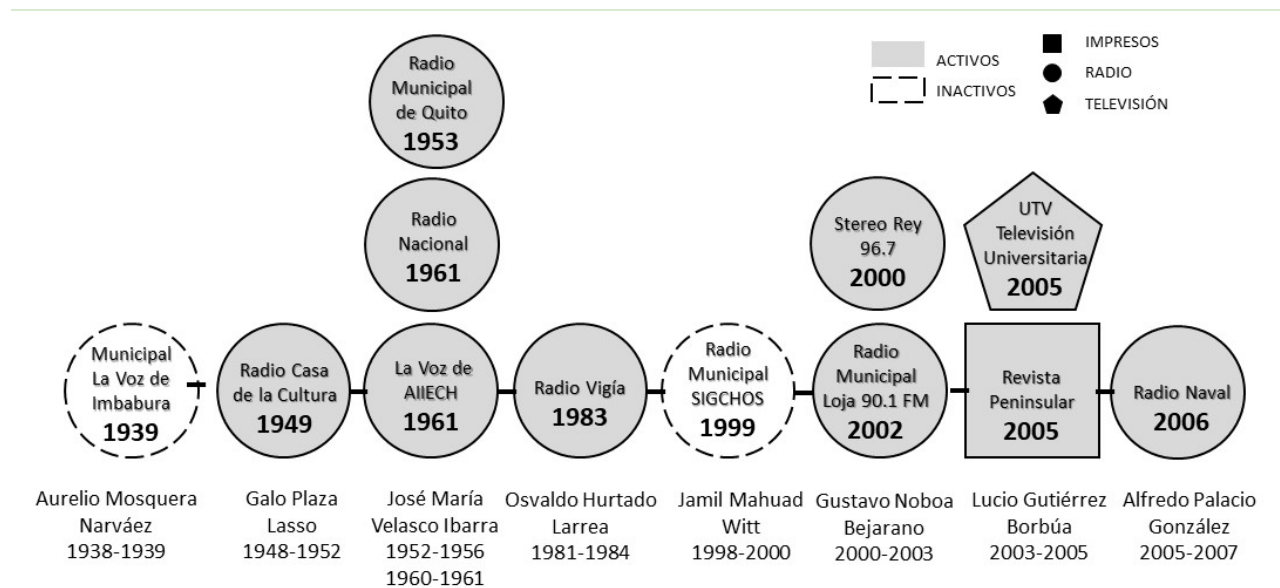 Radio
Municipal
de Quito
1953
ACTIVOS
INACTIVOS
IMPRESOS
RADIO
TELEVISIÓN
Radio
Nacional
1961
Stereo Rey
96.7
2000
UTV
Televisión
Universitaria
2005
Municipal
La Voz de
Imbabura
1939
Radio Casa
de la Cultura
1949
La Voz de
AIIECH
1961
Radio Vigía
1983
Radio
Municipal
SIGCHOS
1999
Radio
Municipal
Loja 90.1 FM
2002
Revista
Peninsular
2005
Radio Naval
2006
Aurelio Mosquera
Narváez
1938-1939
Galo Plaza
Lasso
1948-1952
José María
Velasco Ibarra
1952-1956
1960-1961
Osvaldo Hurtado
Larrea
1981-1984
Jamil Mahuad
Witt
1998-2000
Gustavo Noboa
Bejarano
2000-2003
Lucio Gutiérrez
Borbúa
2003-2005
Alfredo Palacio
González
2005-2007